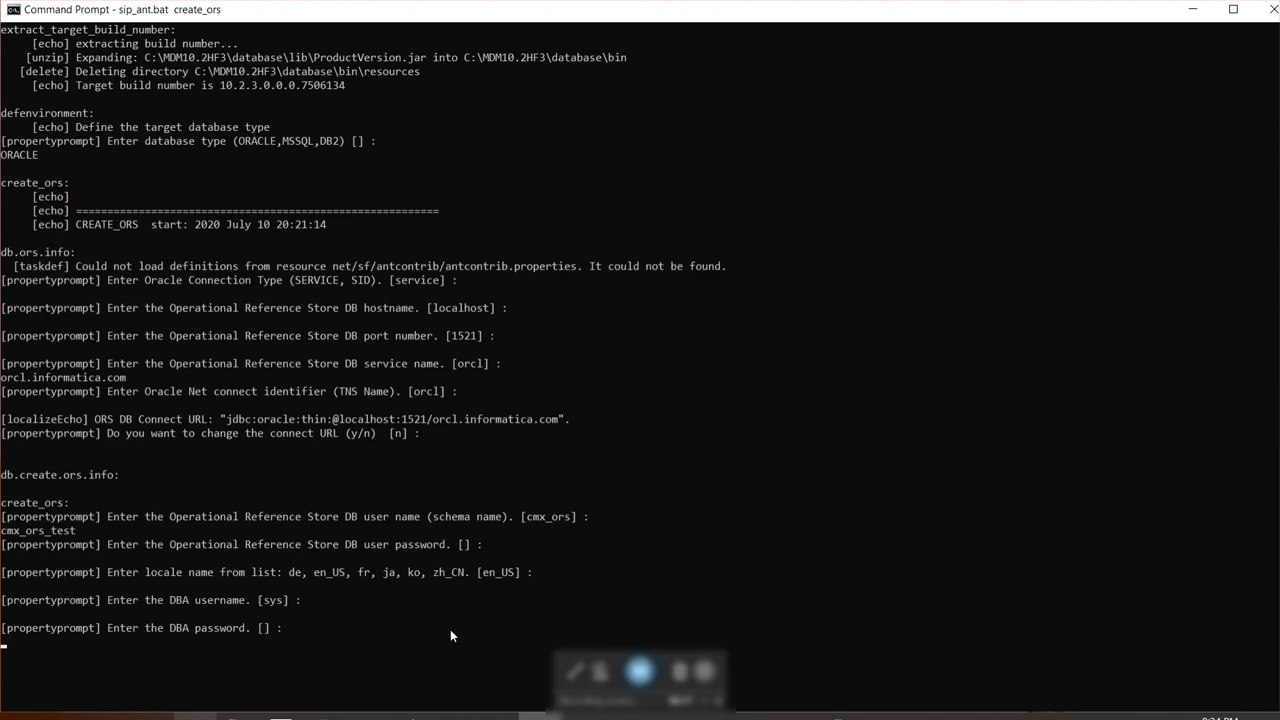 Command Prompt - sip_ant.bat  create_ors
extract_target_build_number:
[echo] extracting build number...
[unzip] Expanding: C:\MDM10.2HF3\database\lib\ProductVersion.jar into C:\MDM10.2HF3\database\bin
[delete] Deleting directory C:\MDM10.2HF3\database\bin\resources
[echo] Target build number is 10.2.3.0.0.0.7506134
defenvironment:
[echo] Define the target database type
[propertyprompt] Enter database type (ORACLE,MSSQL,DB2) [] :
ORACLE
create_ors:
[echo]
[echo] ==========================================================
[echo] CREATE_ORS  start: 2020 July 10 20:21:14
db.ors.info:
[taskdef] Could not load definitions from resource net/sf/antcontrib/antcontrib.properties. It could not be found.
[propertyprompt] Enter Oracle Connection Type (SERVICE, SID). [service] :
[propertyprompt] Enter the Operational Reference Store DB hostname. [localhost] :
[propertyprompt] Enter the Operational Reference Store DB port number. [1521] :
[propertyprompt] Enter the Operational Reference Store DB service name. [orcl] :
orcl.informatica.com
[propertyprompt] Enter Oracle Net connect identifier (TNS Name). [orcl] :
[localizeEcho] ORS DB Connect URL: "jdbc:oracle:thin:@localhost:1521/orcl.informatica.com".
[propertyprompt] Do you want to change the connect URL (y/n)  [n] :
db.create.ors.info:
create_ors:
[propertyprompt] Enter the Operational Reference Store DB user name (schema name). [cmx_ors] :
cmx_ors_test
[propertyprompt] Enter the Operational Reference Store DB user password. [] :
[propertyprompt] Enter locale name from list: de, en_US, fr, ja, ko, zh_CN. [en_US] :
[propertyprompt] Enter the DBA username. [sys] :
[propertyprompt] Enter the DBA password. [] :